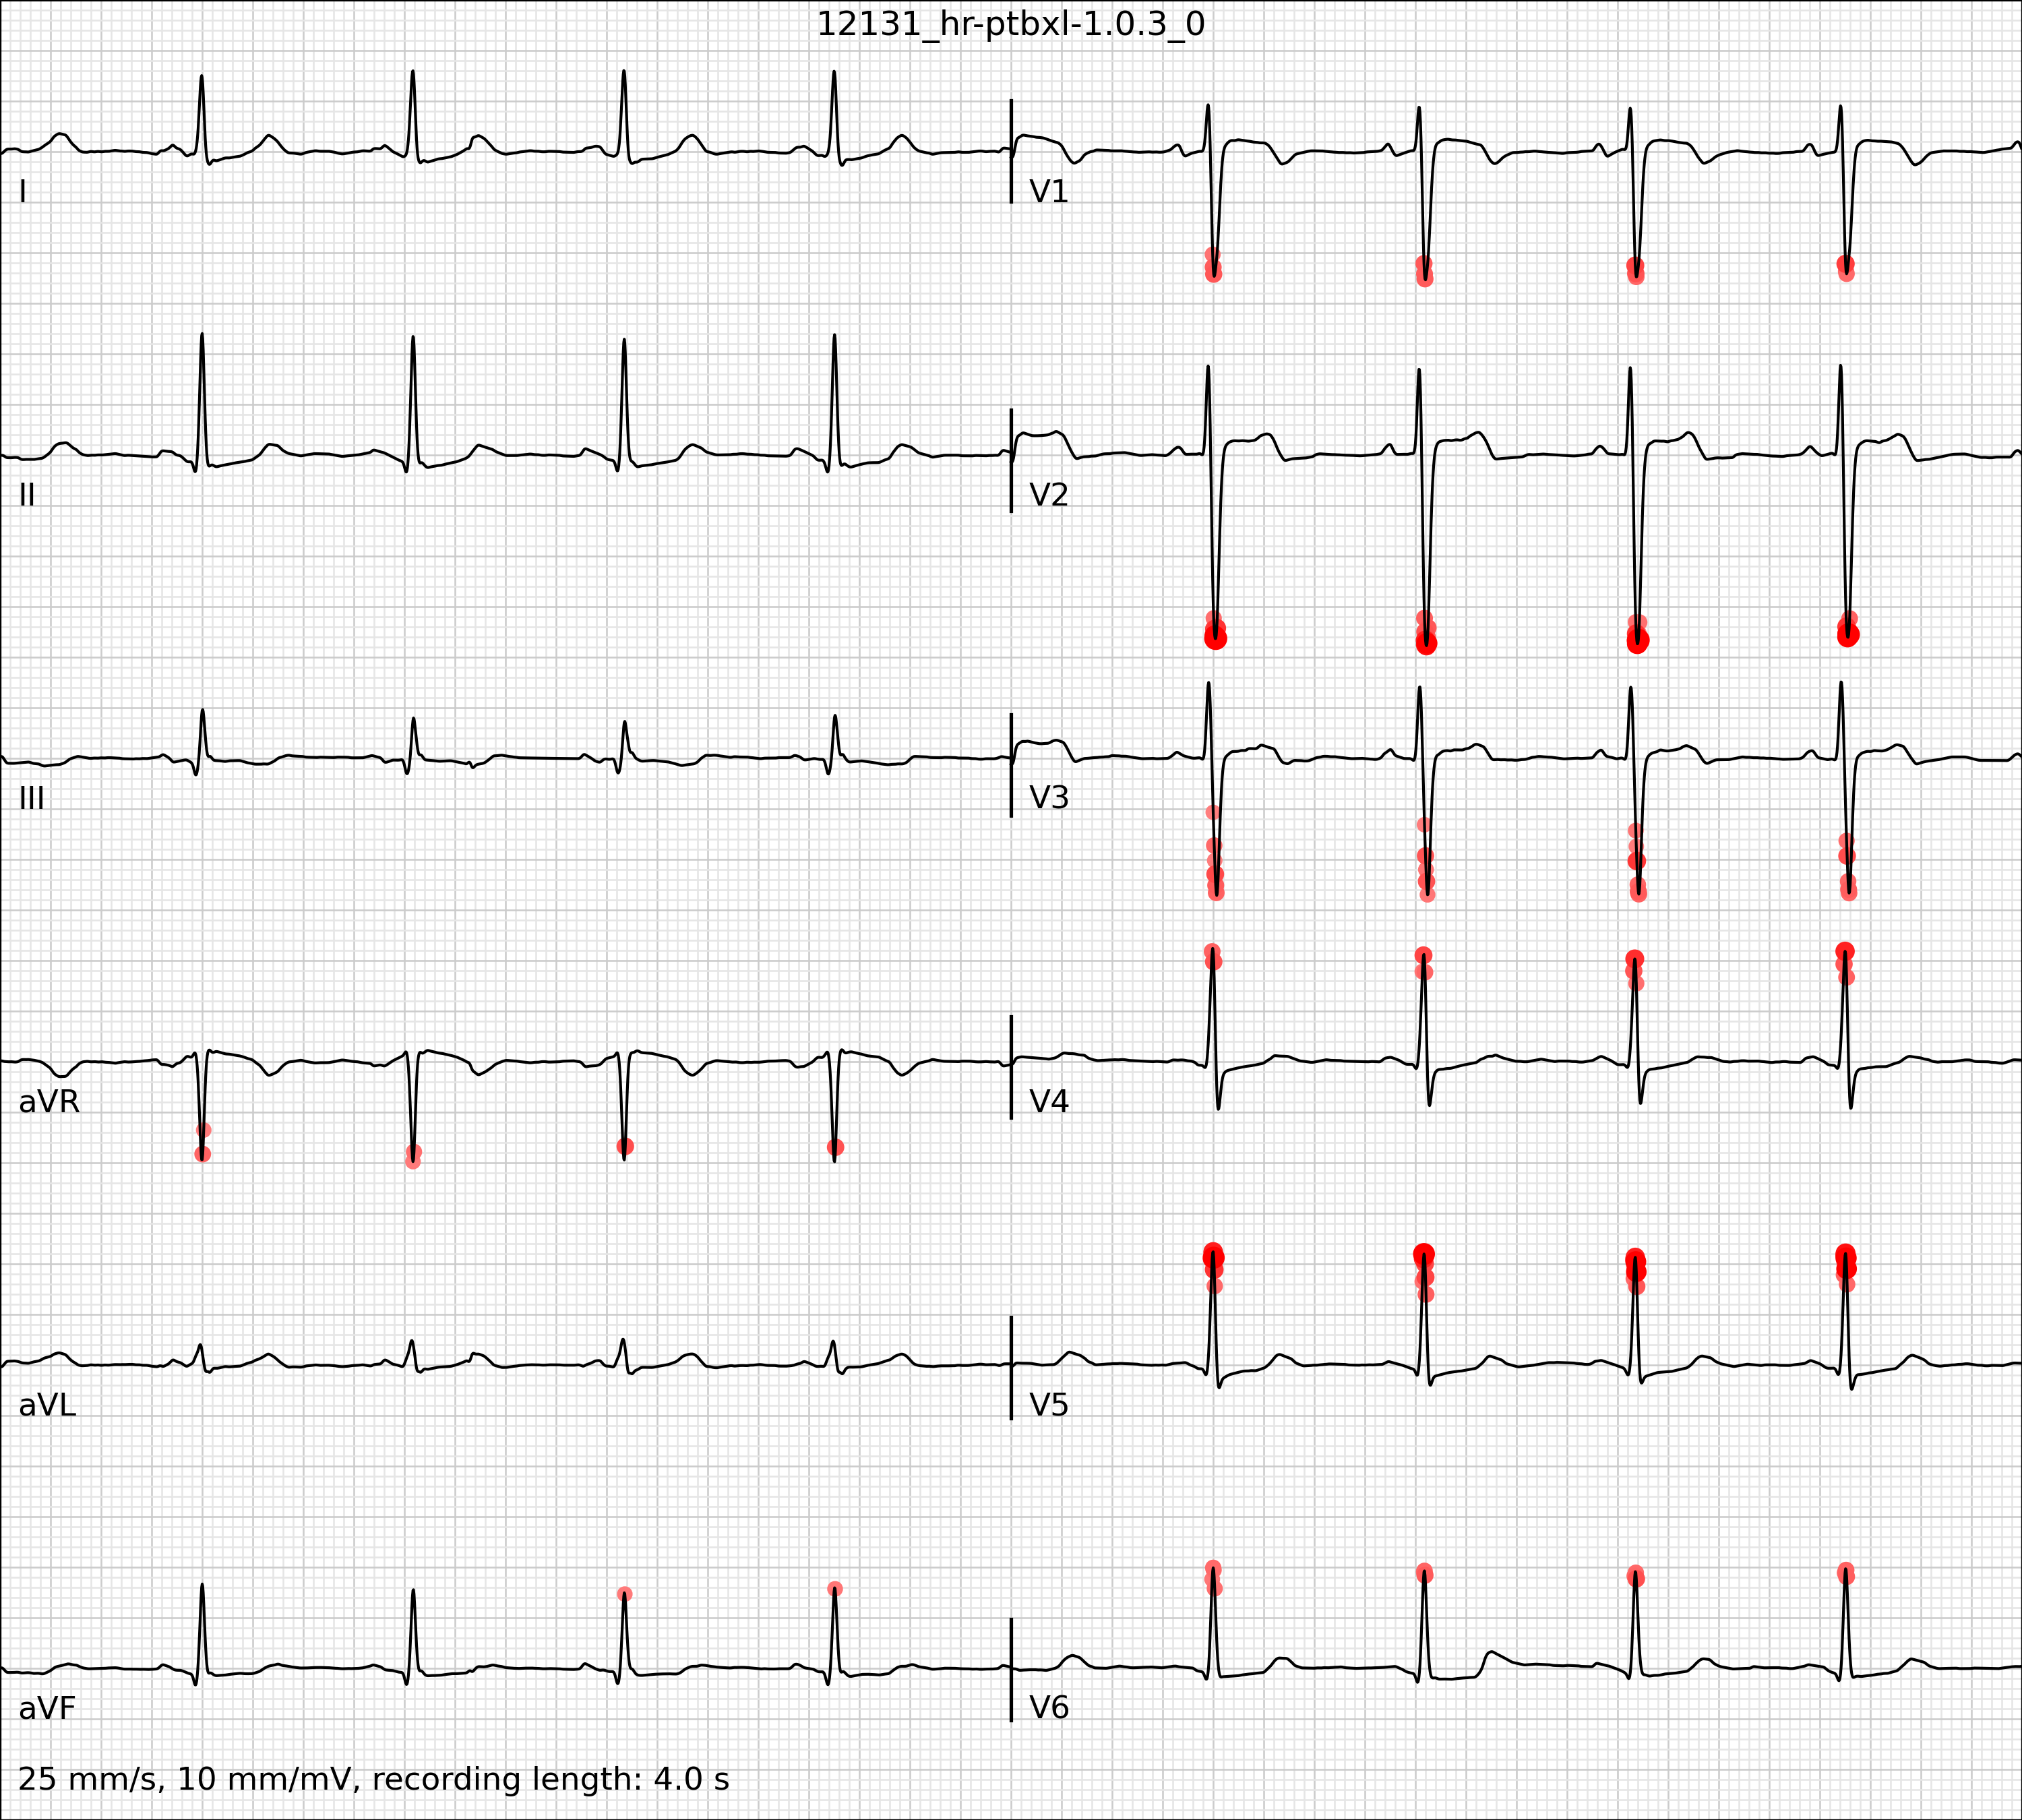 12131_hr-ptbxl-1.0.3_0
I
V1
II
V2
III
V3
aVR
V4
aVL
V5
aVF
V6
25 mm/s, 10 mm/mV, recording length: 4.0 s